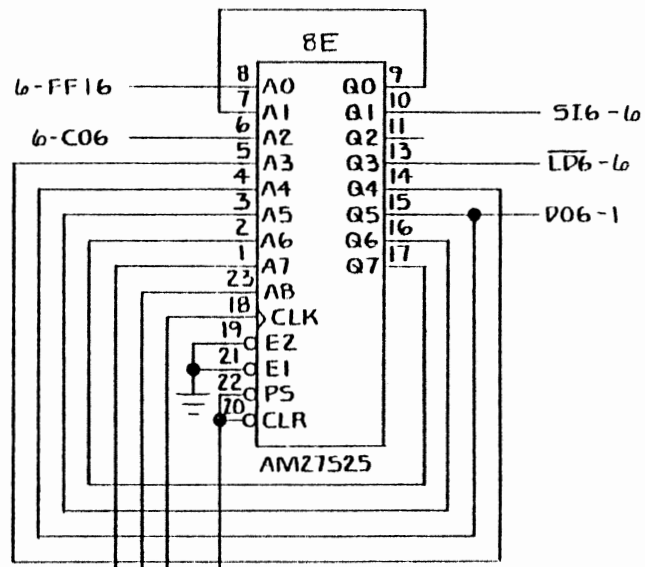 8E
8 A0 Q0 9
6-FF16
7 A1 Q1 10 SI6-6
6 A2 Q2 11
6-C06
5 A3 Q3 13 LD6-6
4 A4 Q4 14
3 A5 Q5 15 D06-1
2 A6 Q6 16
1 A7 Q7 17
23 A8
18 CLK
19 E2
21 E1
22 PS
20 CLR
AM27S25